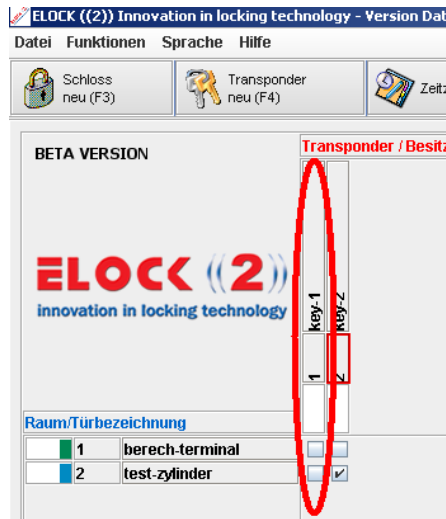 ELOCK ((2)) Innovation in locking technology - Version Dat
Datei Funktionen Sprache Hilfe
Schloss
neu (F3)
Transponder
neu (F4)
Zeitz
BETA VERSION
Transponder / Besitz
ELOCK ((2))
innovation in locking technology
key-1
key-2
1
2
Raum/Türbezeichnung
1 berech-terminal
2 test-zylinder